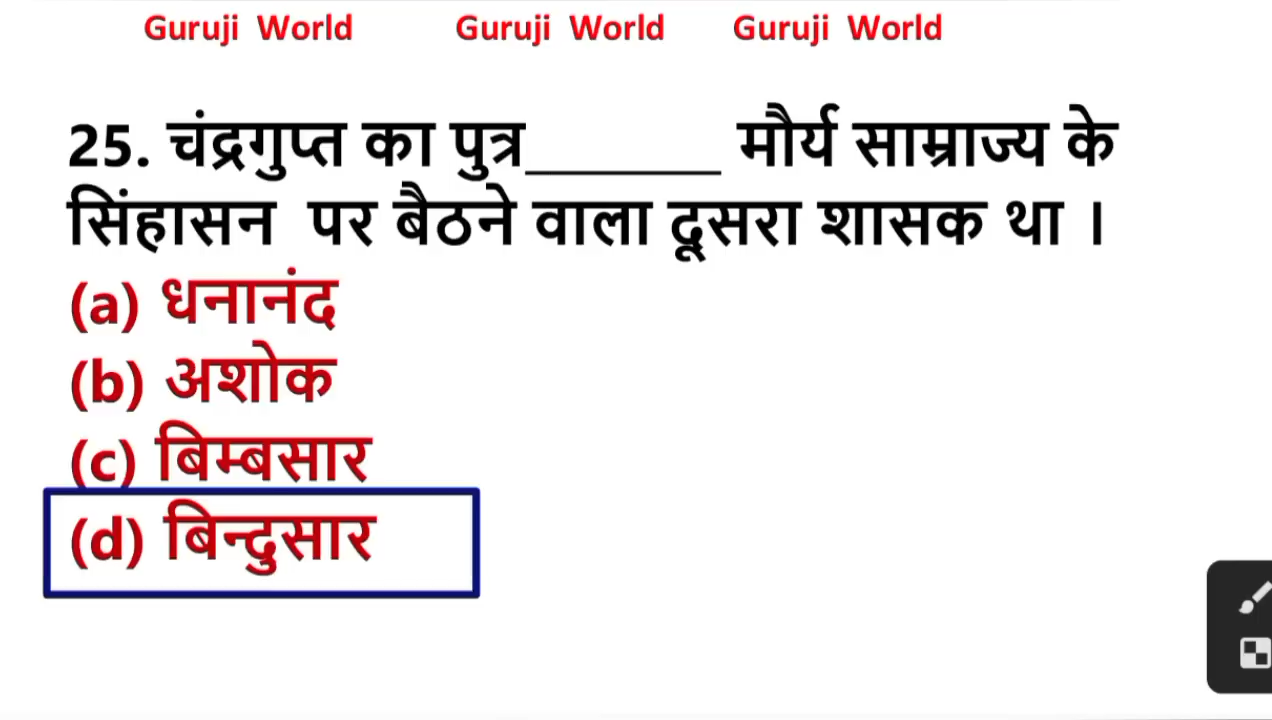 Guruji World Guruji World Guruji World
25. चंद्रगुप्त का पुत्र_______ मौर्य साम्राज्य के
सिंहासन पर बैठने वाला दूसरा शासक था ।
(a) धनानंद
(b) अशोक
(c) बिम्बसार
(d) बिन्दुसार